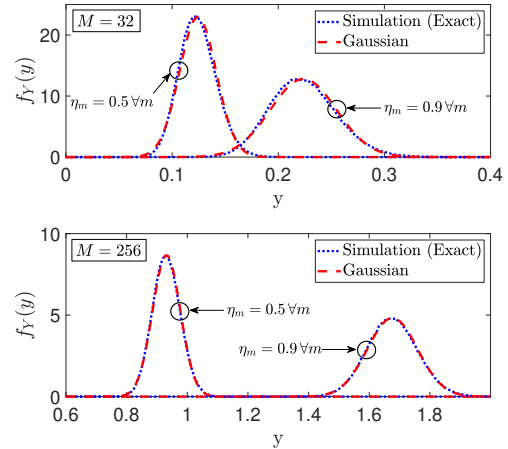 M = 32
Simulation (Exact)
Gaussian
η_m = 0.5 ∀m
η_m = 0.9 ∀m
f_Y(y)
20
10
0
0 0.1 0.2 0.3 0.4
y
M = 256
Simulation (Exact)
Gaussian
η_m = 0.5 ∀m
η_m = 0.9 ∀m
f_Y(y)
10
5
0
0.6 0.8 1 1.2 1.4 1.6 1.8
y